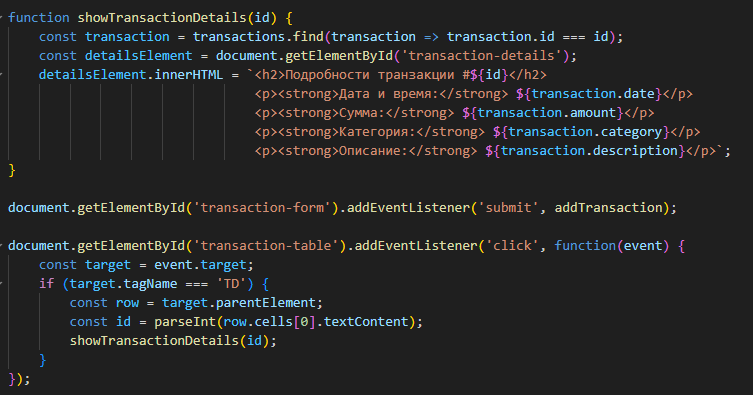 function showTransactionDetails(id) {
    const transaction = transactions.find(transaction => transaction.id === id);
    const detailsElement = document.getElementById('transaction-details');
    detailsElement.innerHTML = `<h2>Подробности транзакции #${id}</h2>
                                <p><strong>Дата и время:</strong> ${transaction.date}</p>
                                <p><strong>Сумма:</strong> ${transaction.amount}</p>
                                <p><strong>Категория:</strong> ${transaction.category}</p>
                                <p><strong>Описание:</strong> ${transaction.description}</p>`;
}

document.getElementById('transaction-form').addEventListener('submit', addTransaction);

document.getElementById('transaction-table').addEventListener('click', function(event) {
    const target = event.target;
    if (target.tagName === 'TD') {
        const row = target.parentElement;
        const id = parseInt(row.cells[0].textContent);
        showTransactionDetails(id);
    }
});